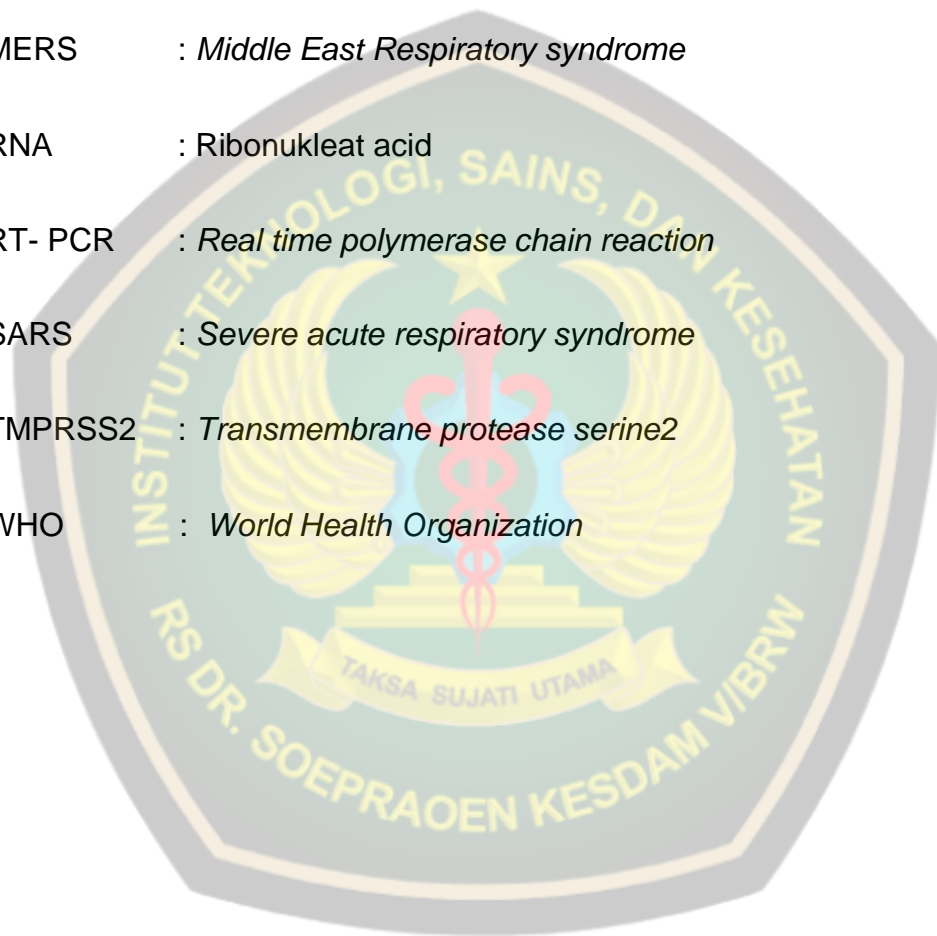 MERS : Middle East Respiratory syndrome
RNA : Ribonukleat acid
RT- PCR : Real time polymerase chain reaction
SARS : Severe acute respiratory syndrome
TMPRSS2 : Transmembrane protease serine2
WHO : World Health Organization
INSTITUT TEKNOLOGI, SAINS, DAN KESEHATAN
TAKSA SUJATI UTAMA
RS DR. SOEPRAOEN KESDAM V/BRW